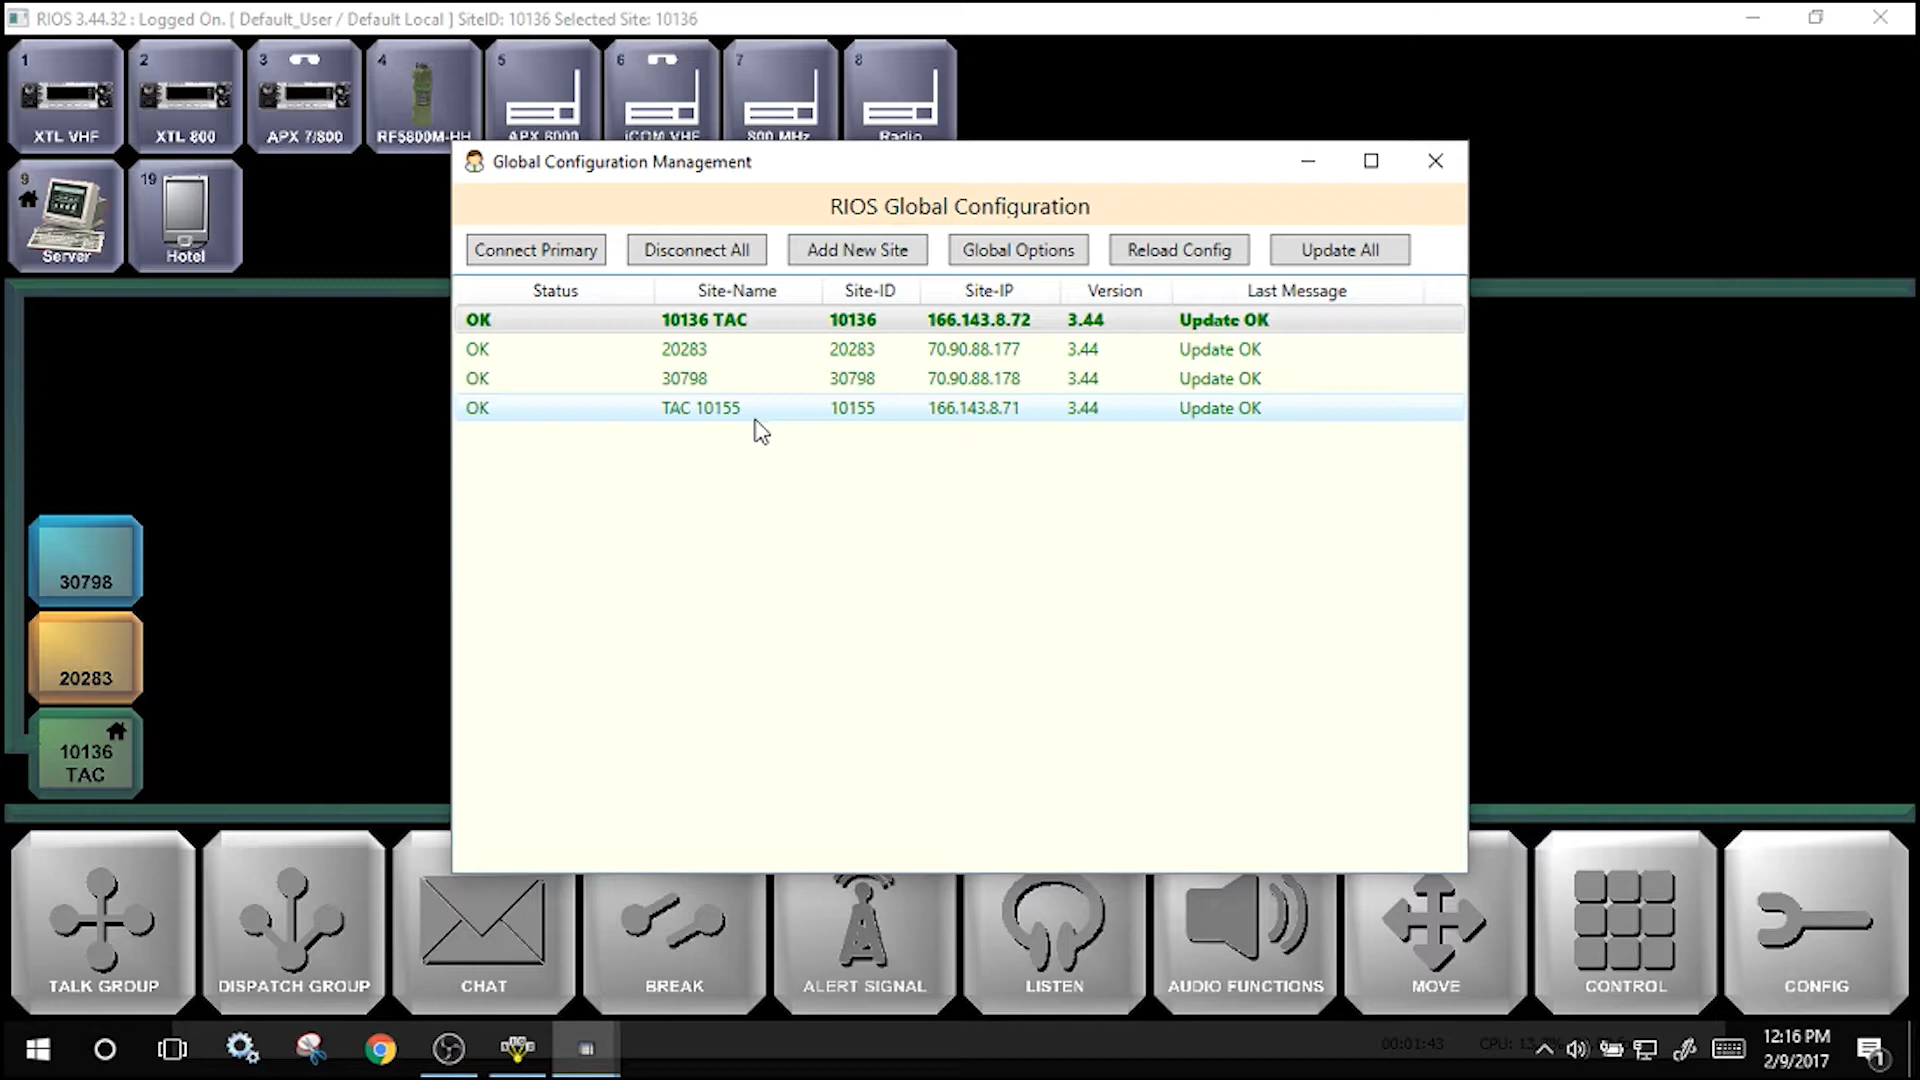 RIOS 3.44.32 : Logged On. [ Default_User / Default Local ] SiteID: 10136 Selected Site: 10136
1 2 3 4 5 6 7 8
XTL VHF XTL 800 APX 7/800 RF5800M-HH APX 6000 iCOM VHF 800 MHz Radio
9 19
Server Hotel
Global Configuration Management
RIOS Global Configuration
Connect Primary Disconnect All Add New Site Global Options Reload Config Update All
Status Site-Name Site-ID Site-IP Version Last Message
OK 10136 TAC 10136 166.143.8.72 3.44 Update OK
OK 20283 20283 70.90.88.177 3.44 Update OK
OK 30798 30798 70.90.88.178 3.44 Update OK
OK TAC 10155 10155 166.143.8.71 3.44 Update OK
30798
20283
10136
TAC
TALK GROUP DISPATCH GROUP CHAT BREAK ALERT SIGNAL LISTEN AUDIO FUNCTIONS MOVE CONTROL CONFIG
00:01:43 CPU:
12:16 PM
2/9/2017
1